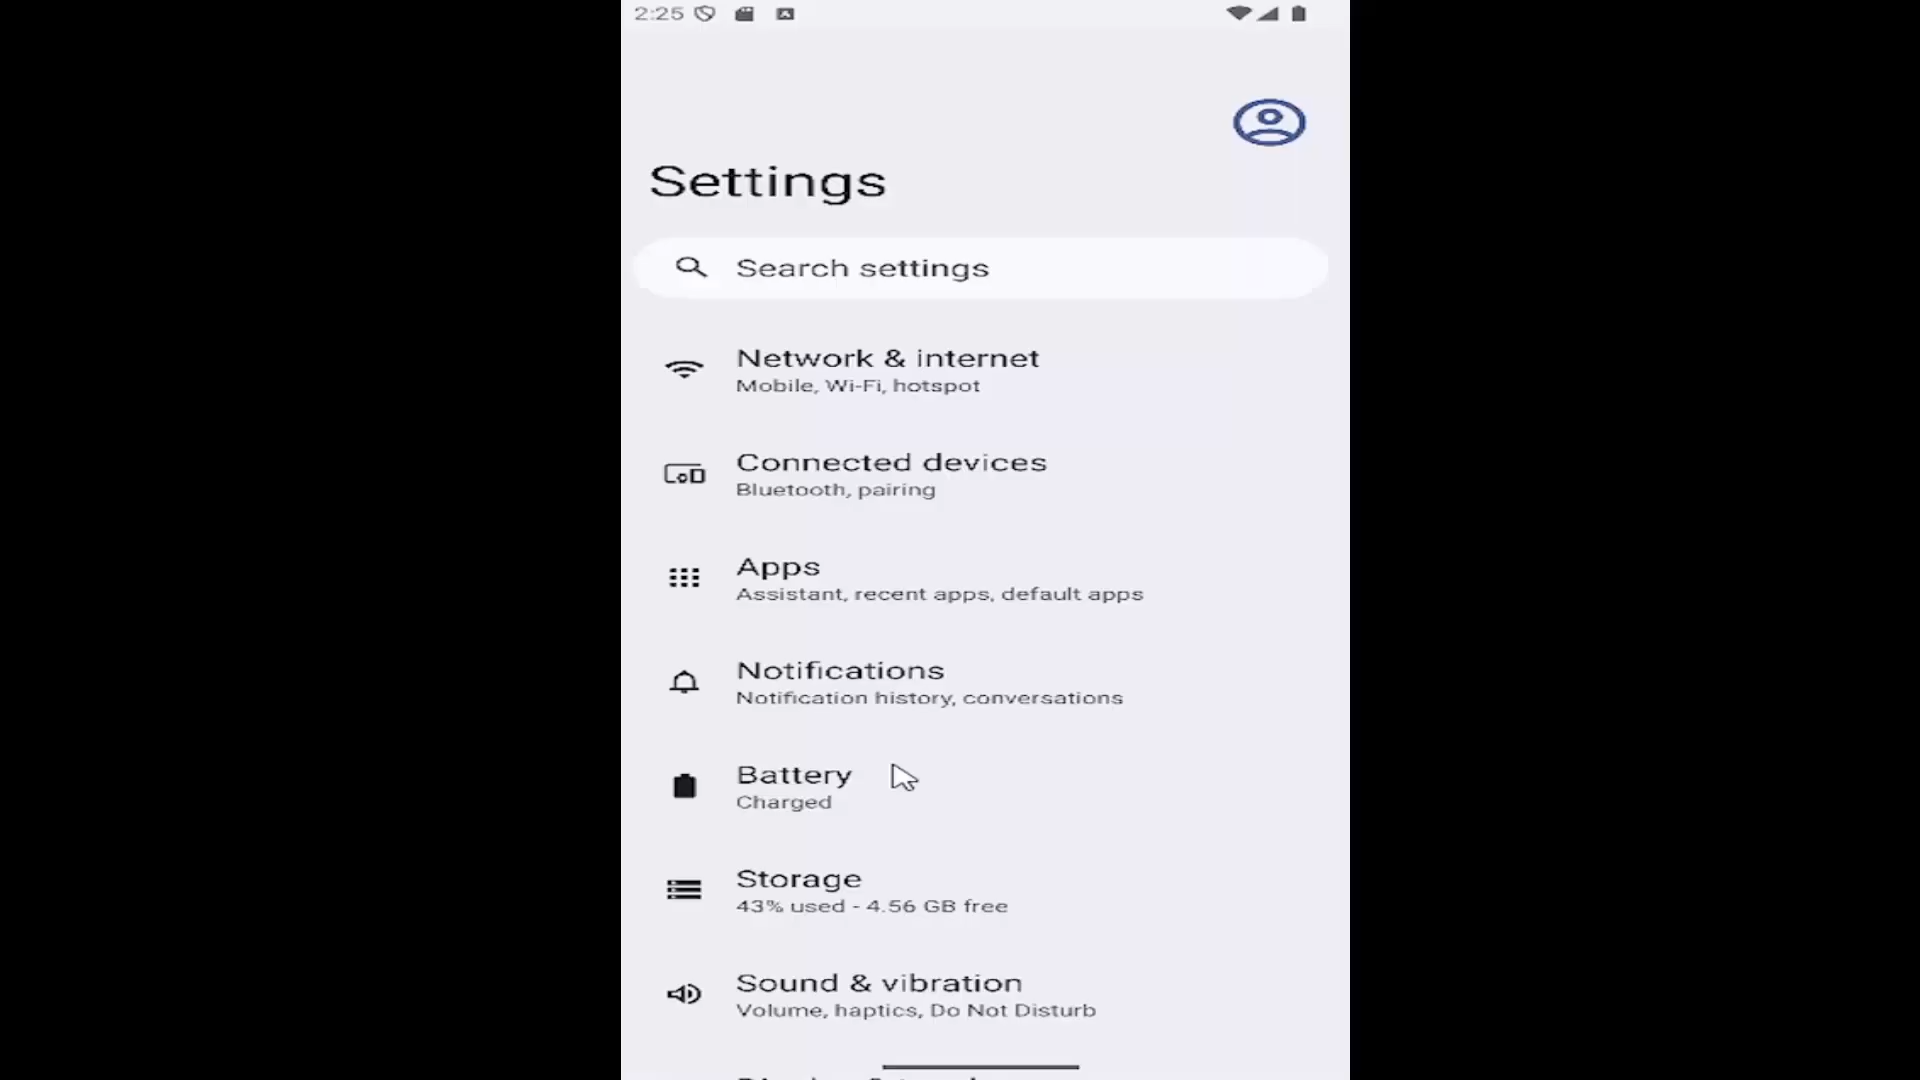 2:25
Settings
Search settings
Network & internet
Mobile, Wi-Fi, hotspot
Connected devices
Bluetooth, pairing
Apps
Assistant, recent apps, default apps
Notifications
Notification history, conversations
Battery
Charged
Storage
43% used - 4.56 GB free
Sound & vibration
Volume, haptics, Do Not Disturb